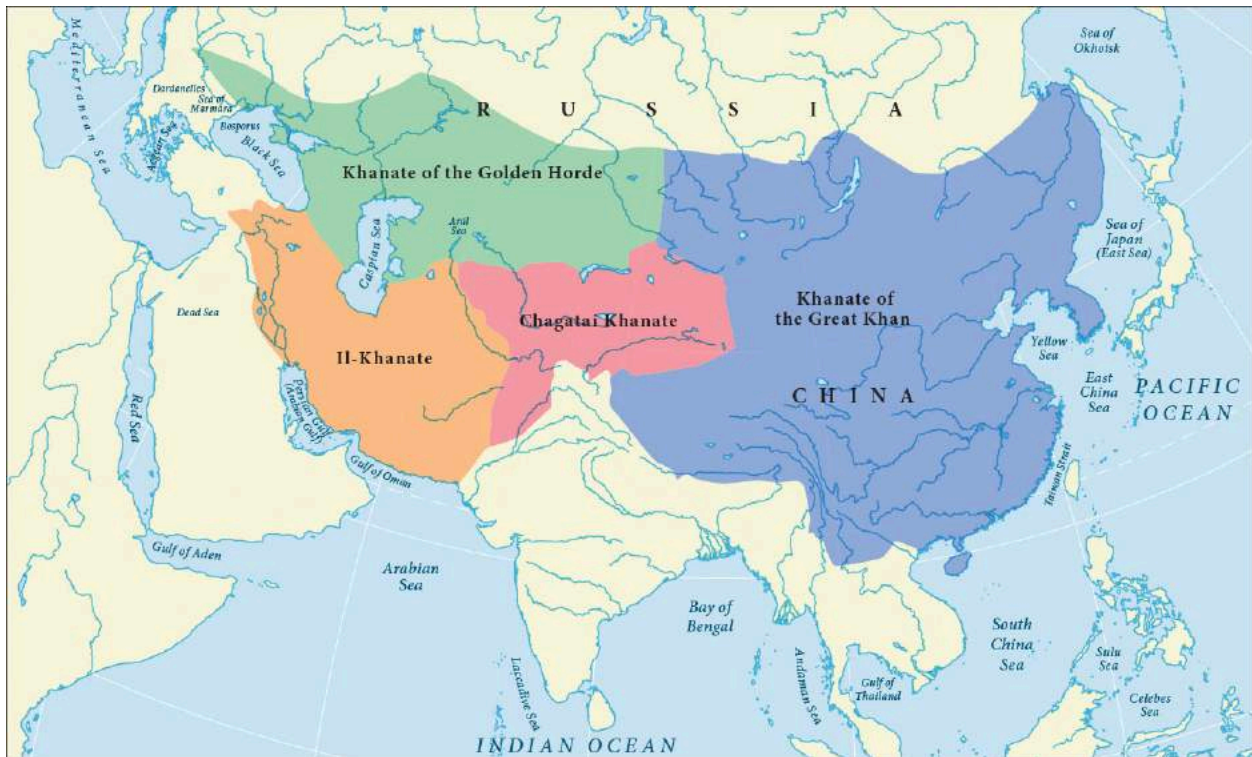 Mediterranean Sea
Dardanelles
Sea of
Marmara
Bosporus
Aegean Sea
Black Sea
R U S S I A
Sea of
Okhotsk
Khanate of the Golden Horde
Caspian Sea
Aral
Sea
Sea of
Japan
(East Sea)
Dead Sea
Il-Khanate
Chagatai Khanate
Khanate of
the Great Khan
Yellow
Sea
C H I N A
East
China
Sea
PACIFIC
OCEAN
Red Sea
Persian Gulf
(Arabian Gulf)
Gulf of Oman
Taiwan Strait
Gulf of Aden
Arabian
Sea
Bay of
Bengal
South
China
Sea
Laccadive Sea
Andaman Sea
Gulf of
Thailand
Sulu
Sea
Celebes
Sea
INDIAN OCEAN